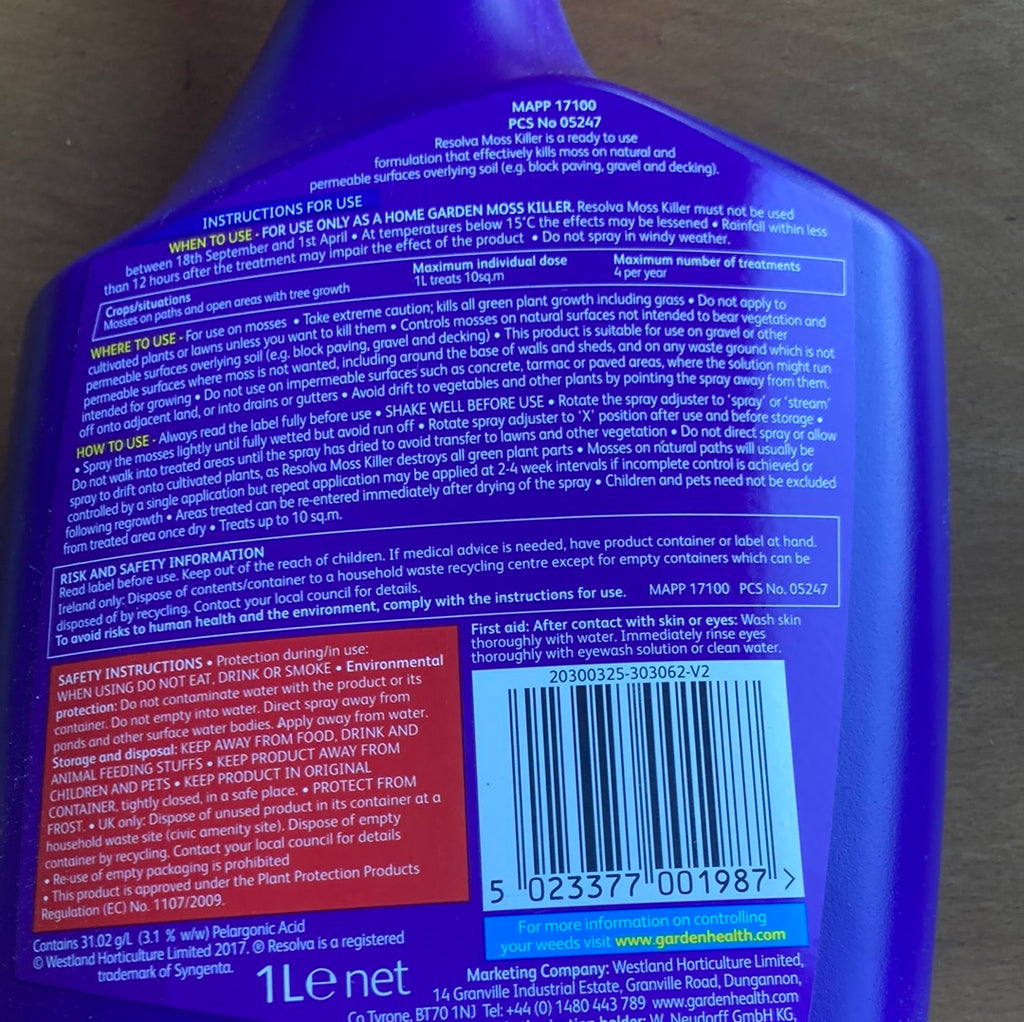 MAPP 17100
PCS No 05247
Resolva Moss Killer is a ready to use
formulation that effectively kills moss on natural and
permeable surfaces overlying soil (e.g. block paving, gravel and decking).
INSTRUCTIONS FOR USE
WHEN TO USE - FOR USE ONLY AS A HOME GARDEN MOSS KILLER. Resolva Moss Killer must not be used
between 18th September and 1st April • At temperatures below 15°C the effects may be lessened • Rainfall within less
than 12 hours after the treatment may impair the effect of the product • Do not spray in windy weather.
Crops/situations Maximum individual dose Maximum number of treatments
Mosses on paths and open areas with tree growth 1L treats 10sq.m 4 per year
WHERE TO USE - For use on mosses • Take extreme caution; kills all green plant growth including grass • Do not apply to
cultivated plants or lawns unless you want to kill them • Controls mosses on natural surfaces not intended to bear vegetation and
permeable surfaces overlying soil (e.g. block paving, gravel and decking) • This product is suitable for use on gravel or other
permeable surfaces where moss is not wanted, including around the base of walls and sheds, and on any waste ground which is not
intended for growing • Do not use on impermeable surfaces such as concrete, tarmac or paved areas, where the solution might run
off onto adjacent land, or into drains or gutters • Avoid drift to vegetables and other plants by pointing the spray away from them.
HOW TO USE - Always read the label fully before use • SHAKE WELL BEFORE USE • Rotate the spray adjuster to 'spray' or 'stream'
• Spray the mosses lightly until fully wetted but avoid run off • Rotate spray adjuster to 'X' position after use and before storage •
Do not walk into treated areas until the spray has dried to avoid transfer to lawns and other vegetation • Do not direct spray or allow
spray to drift onto cultivated plants, as Resolva Moss Killer destroys all green plant parts • Mosses on natural paths will usually be
controlled by a single application but repeat application may be applied at 2-4 week intervals if incomplete control is achieved or
following regrowth • Areas treated can be re-entered immediately after drying of the spray • Children and pets need not be excluded
from treated area once dry • Treats up to 10 sq.m.
RISK AND SAFETY INFORMATION
Read label before use. Keep out of the reach of children. If medical advice is needed, have product container or label at hand.
Ireland only: Dispose of contents/container to a household waste recycling centre except for empty containers which can be
disposed of by recycling. Contact your local council for details.
To avoid risks to human health and the environment, comply with the instructions for use. MAPP 17100 PCS No. 05247
SAFETY INSTRUCTIONS • Protection during/in use:
WHEN USING DO NOT EAT, DRINK OR SMOKE • Environmental
protection: Do not contaminate water with the product or its
container. Do not empty into water. Direct spray away from
ponds and other surface water bodies. Apply away from water.
Storage and disposal: KEEP AWAY FROM FOOD, DRINK AND
ANIMAL FEEDING STUFFS • KEEP PRODUCT AWAY FROM
CHILDREN AND PETS • KEEP PRODUCT IN ORIGINAL
CONTAINER, tightly closed, in a safe place. • PROTECT FROM
FROST. • UK only: Dispose of unused product in its container at a
household waste site (civic amenity site). Dispose of empty
container by recycling. Contact your local council for details
• Re-use of empty packaging is prohibited
• This product is approved under the Plant Protection Products
Regulation (EC) No. 1107/2009.
First aid: After contact with skin or eyes: Wash skin
thoroughly with water. Immediately rinse eyes
thoroughly with eyewash solution or clean water.
20300325-303062-V2
5 023377 001987 >
For more information on controlling
your weeds visit www.gardenhealth.com
Contains 31.02 g/L (3.1 % w/w) Pelargonic Acid
© Westland Horticulture Limited 2017. ® Resolva is a registered
trademark of Syngenta.
1L e net
Marketing Company: Westland Horticulture Limited,
14 Granville Industrial Estate, Granville Road, Dungannon,
Co Tyrone, BT70 1NJ Tel: +44 (0) 1480 443 789 www.gardenhealth.com
holder: W. Neudorff GmbH KG,